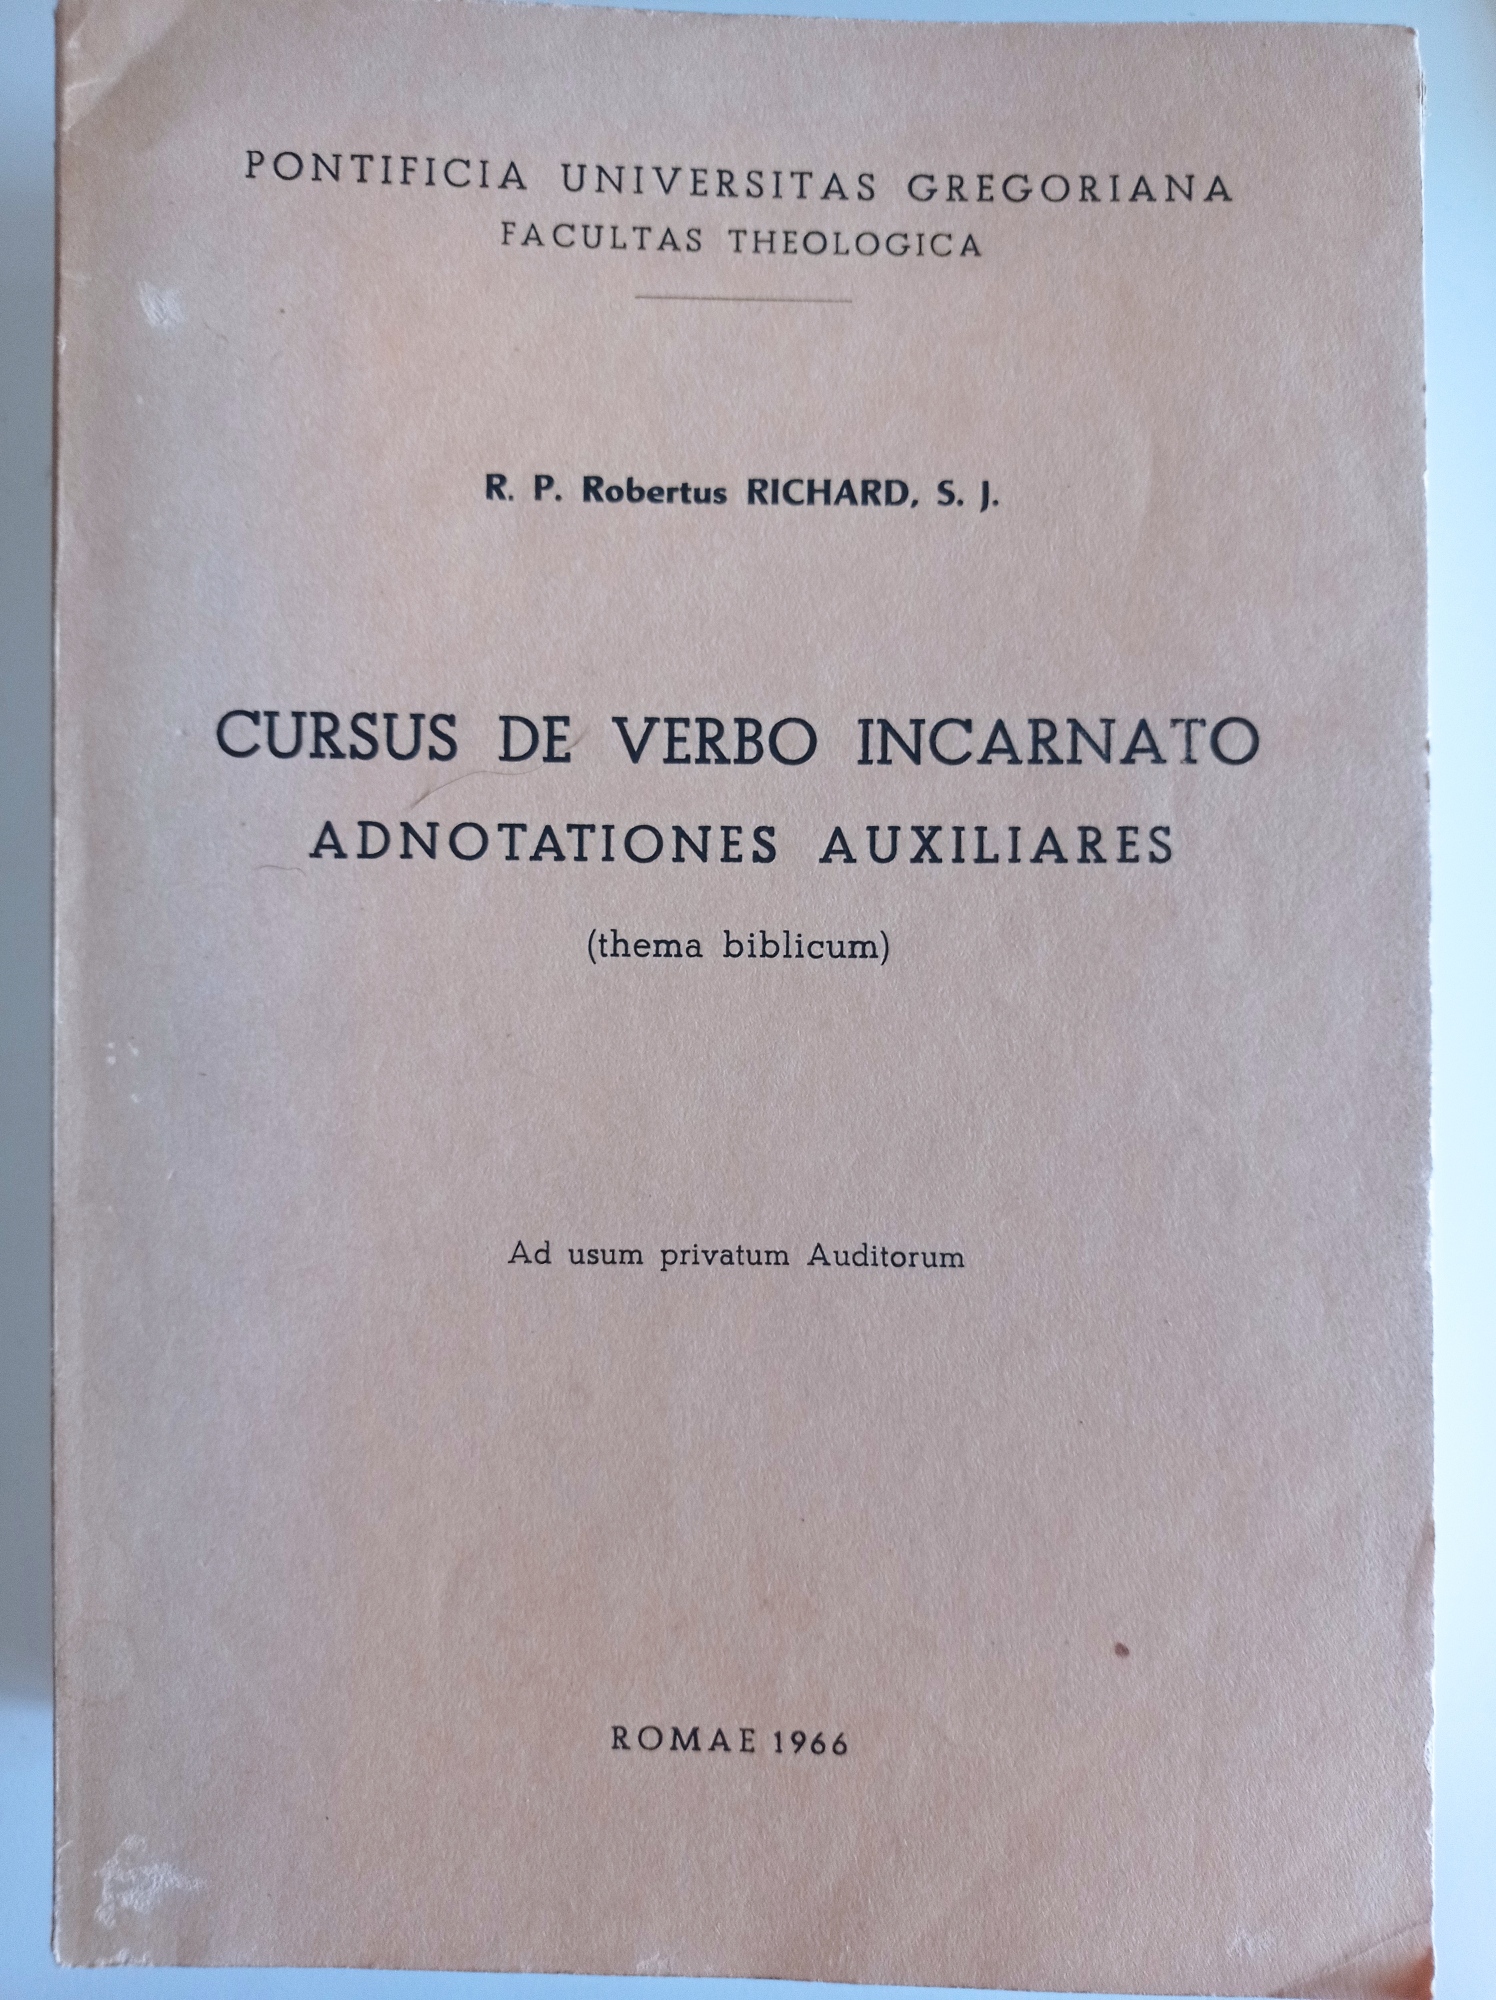 PONTIFICIA UNIVERSITAS GREGORIANA
FACULTAS THEOLOGICA
R. P. Robertus RICHARD, S. J.
CURSUS DE VERBO INCARNATO
ADNOTATIONES AUXILIARES
(thema biblicum)
Ad usum privatum Auditorum
ROMAE 1966